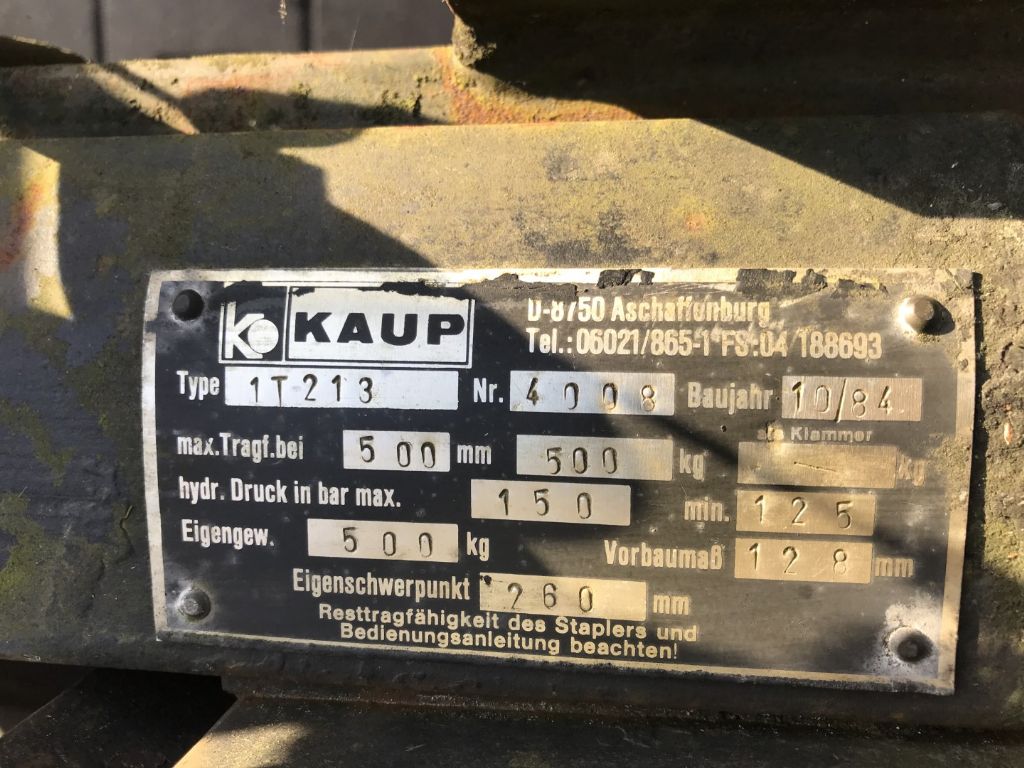 K KAUP
D-8750 Aschaffenburg
Tel.: 06021/865-1 FS: 04 188693
Type 1T213 Nr. 4008 Baujahr 10/84
als Klammer
max. Tragf. bei 500 mm 500 kg – kg
hydr. Druck in bar max. 150 min. 125
Eigengew. 500 kg Vorbaumaß 128 mm
Eigenschwerpunkt 260 mm
Resttragfähigkeit des Staplers und
Bedienungsanleitung beachten!